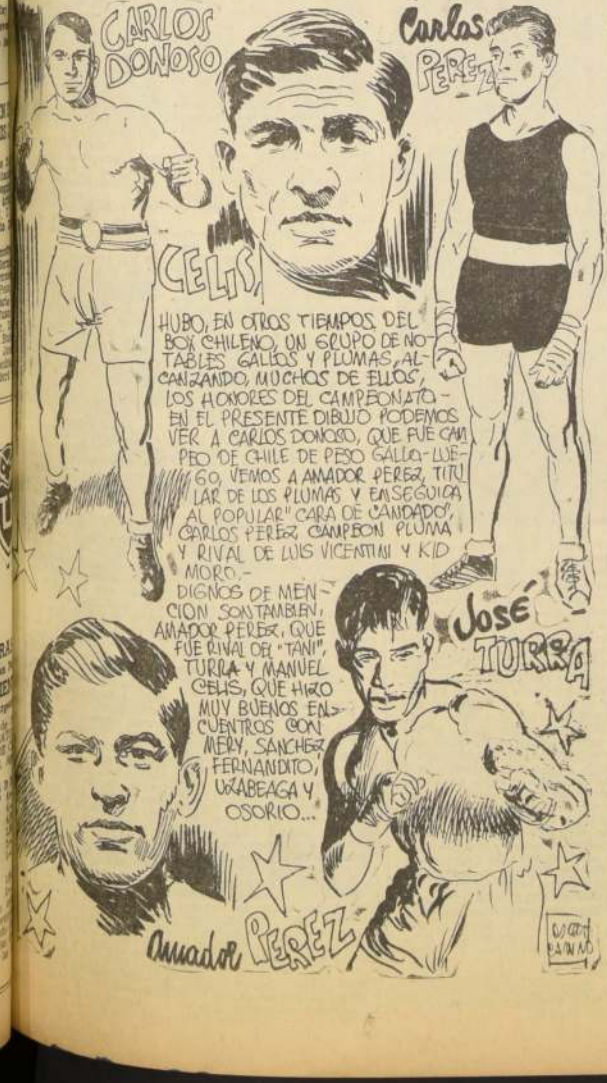 CARLOS
DONOSO
Carlos
PEREZ
CELIS
HUBO, EN OTROS TIEMPOS DEL
BOX CHILENO, UN GRUPO DE NO-
TABLES GALLOS Y PLUMAS, AL-
CANZANDO, MUCHOS DE ELLOS,
LOS HONORES DEL CAMPEONATO-
EN EL PRESENTE DIBUJO PODEMOS
VER A CARLOS DONOSO, QUE FUE CAM
PEO DE CHILE DE PESO GALLO-LUE-
GO, VEMOS A AMADOR PEREZ, TITU
LAR DE LOS PLUMAS Y ENSEGUIDA
AL POPULAR "CARA DE CANDADO",
CARLOS PEREZ CAMPEON PLUMA
Y RIVAL DE LUIS VICENTINI Y KID
MORO.-
DIGNOS DE MEN-
CION SON TAMBIEN,
AMADOR PEREZ, QUE
FUE RIVAL DEL "TANI",
TURRA Y MANUEL
CELIS, QUE HIZO
MUY BUENOS EN-
CUENTROS CON
MERY, SANCHEZ
FERNANDITO,
UZABEAGA Y
OSORIO...
José
TURRA
Amador PEREZ